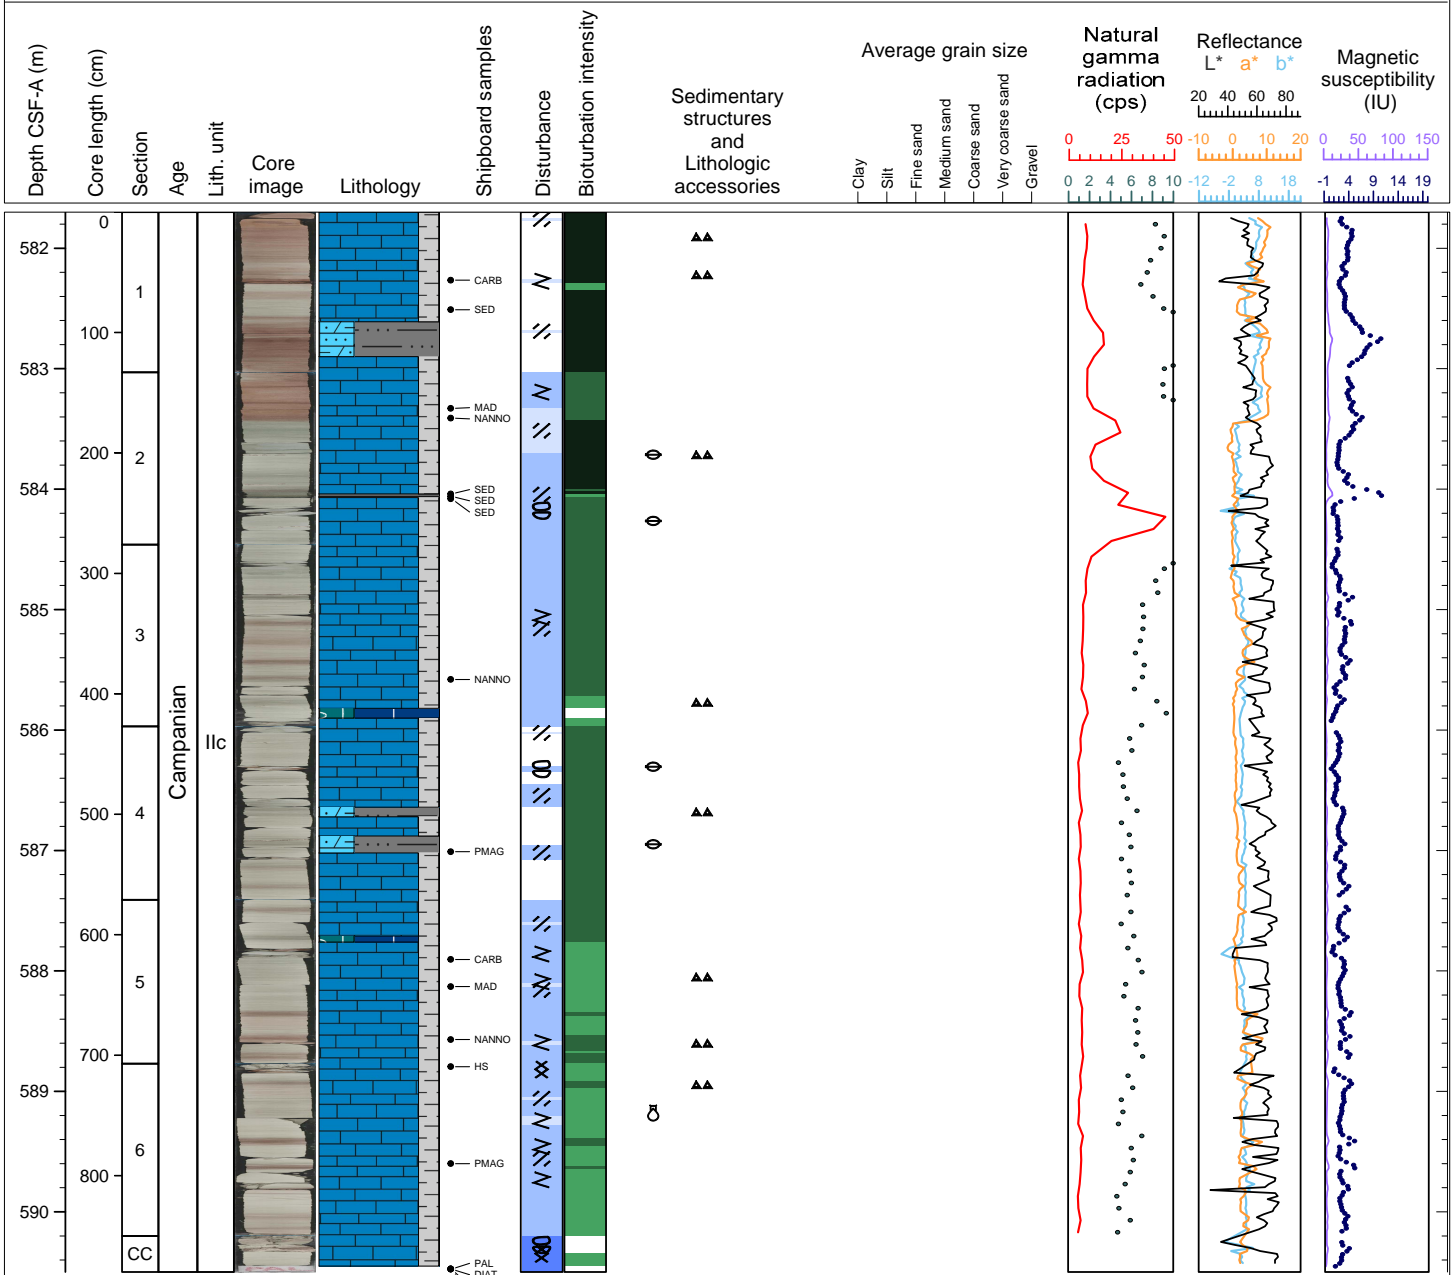 Depth CSF-A (m)
Core length (cm)
Section
Age
Lith. unit
Core
image
Lithology
Shipboard samples
Disturbance
Bioturbation intensity
Sedimentary
structures
and
Lithologic
accessories
Average grain size
Clay
Silt
Fine sand
Medium sand
Coarse sand
Very coarse sand
Gravel
Natural
gamma
radiation
(cps)
0 25 50
0 2 4 6 8 10
Reflectance
L* a* b*
20 40 60 80
-10 0 10 20
-12 -2 8 18
Magnetic
susceptibility
(IU)
0 50 100 150
-1 4 9 14 19
582
583
584
585
586
587
588
589
590
0
100
200
300
400
500
600
700
800
1
2
3
4
5
6
CC
Campanian
IIc
CARB
SED
MAD
NANNO
SED
SED
SED
NANNO
PMAG
CARB
MAD
NANNO
HS
PMAG
PAL